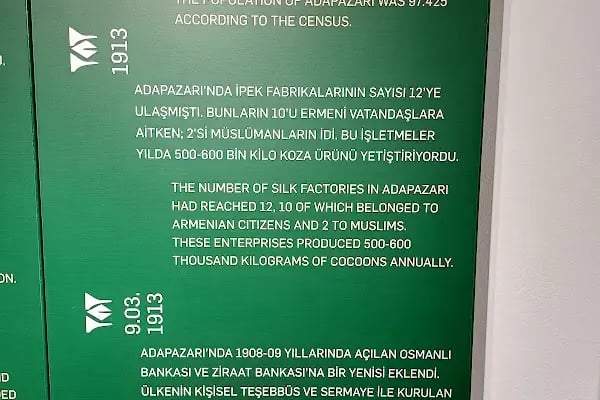 THE POPULATION OF ADAPAZARI WAS 97.425
ACCORDING TO THE CENSUS.
1913
ADAPAZARI'NDA İPEK FABRİKALARININ SAYISI 12'YE
ULAŞMIŞTI. BUNLARIN 10'U ERMENİ VATANDAŞLARA
AİTKEN; 2'Sİ MÜSLÜMANLARIN İDİ. BU İŞLETMELER
YILDA 500-600 BİN KİLO KOZA ÜRÜNÜ YETİŞTİRİYORDU.
THE NUMBER OF SILK FACTORIES IN ADAPAZARI
HAD REACHED 12, 10 OF WHICH BELONGED TO
ARMENIAN CITIZENS AND 2 TO MUSLIMS.
THESE ENTERPRISES PRODUCED 500-600
THOUSAND KILOGRAMS OF COCOONS ANNUALLY.
9.03.
1913
ADAPAZARI'NDA 1908-09 YILLARINDA AÇILAN OSMANLI
BANKASI VE ZİRAAT BANKASI'NA BİR YENİSİ EKLENDİ.
ÜLKENİN KİŞİSEL TEŞEBBÜS VE SERMAYE İLE KURULAN